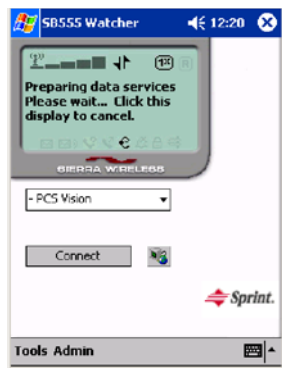 SB555 Watcher 12:20
1X R
Preparing data services
Please wait... Click this
display to cancel.
SIERRA WIRELESS
- PCS Vision
Connect
Sprint.
Tools Admin